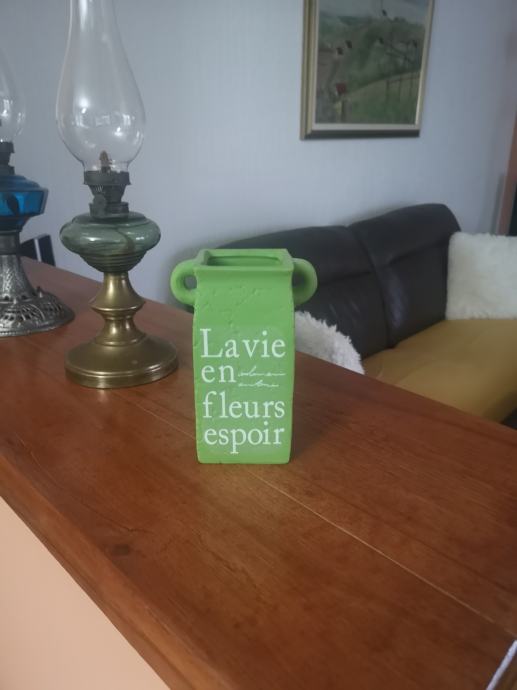 La vie
en
fleurs
espoir